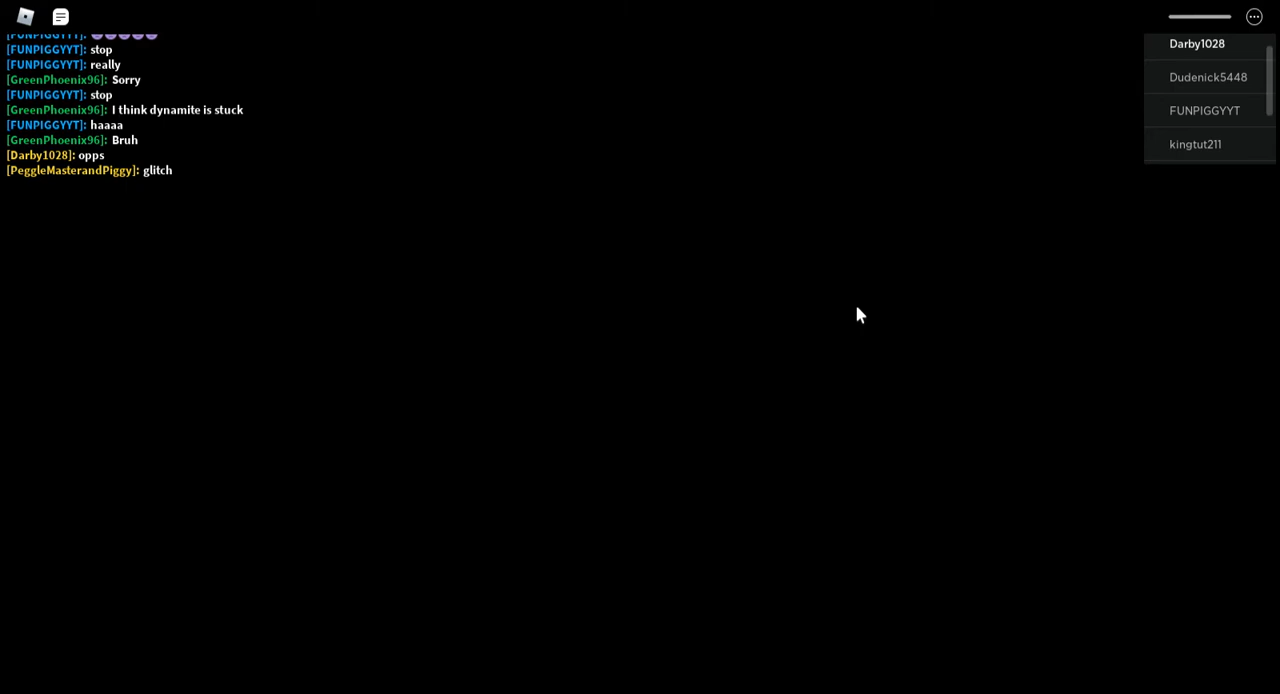 [FUNPIGGYYT]:
[FUNPIGGYYT]: stop
[FUNPIGGYYT]: really
[GreenPhoenix96]: Sorry
[FUNPIGGYYT]: stop
[GreenPhoenix96]: I think dynamite is stuck
[FUNPIGGYYT]: haaaa
[GreenPhoenix96]: Bruh
[Darby1028]: opps
[PeggleMasterandPiggy]: glitch
Darby1028
Dudenick5448
FUNPIGGYYT
kingtut211